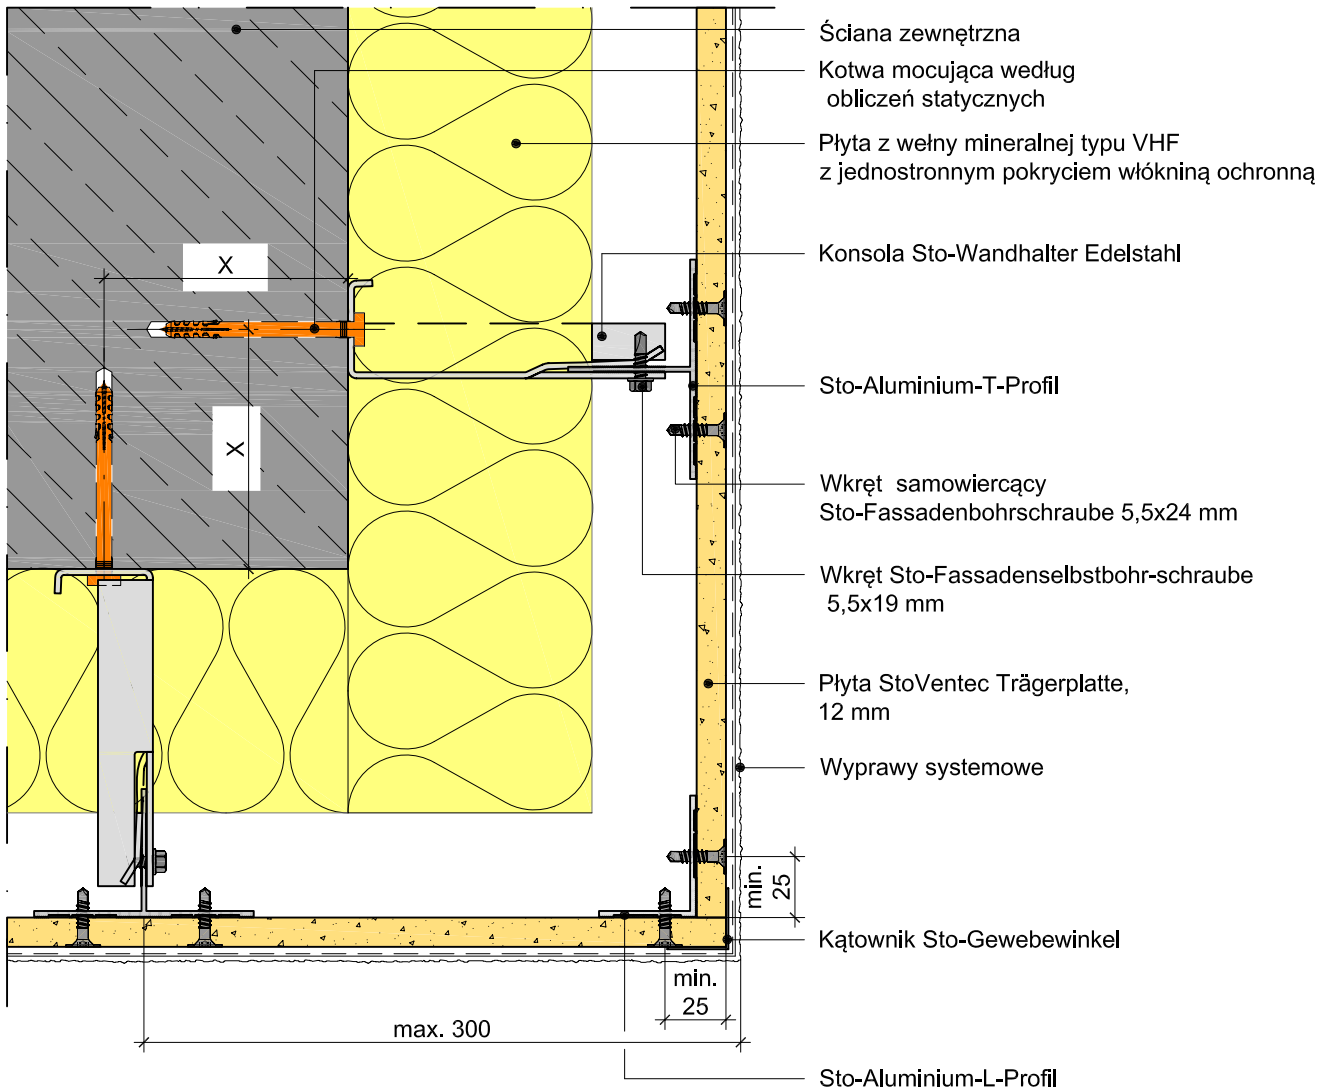 Ściana zewnętrzna
Kotwa mocująca według
obliczeń statycznych
Płyta z wełny mineralnej typu VHF
z jednostronnym pokryciem włókniną ochronną
X
Konsola Sto-Wandhalter Edelstahl
Sto-Aluminium-T-Profil
X
Wkręt samowiercący
Sto-Fassadenbohrschraube 5,5x24 mm
Wkręt Sto-Fassadenselbstbohr-schraube
5,5x19 mm
Płyta StoVentec Trägerplatte,
12 mm
Wyprawy systemowe
min.
25
Kątownik Sto-Gewebewinkel
min.
25
max. 300
Sto-Aluminium-L-Profil